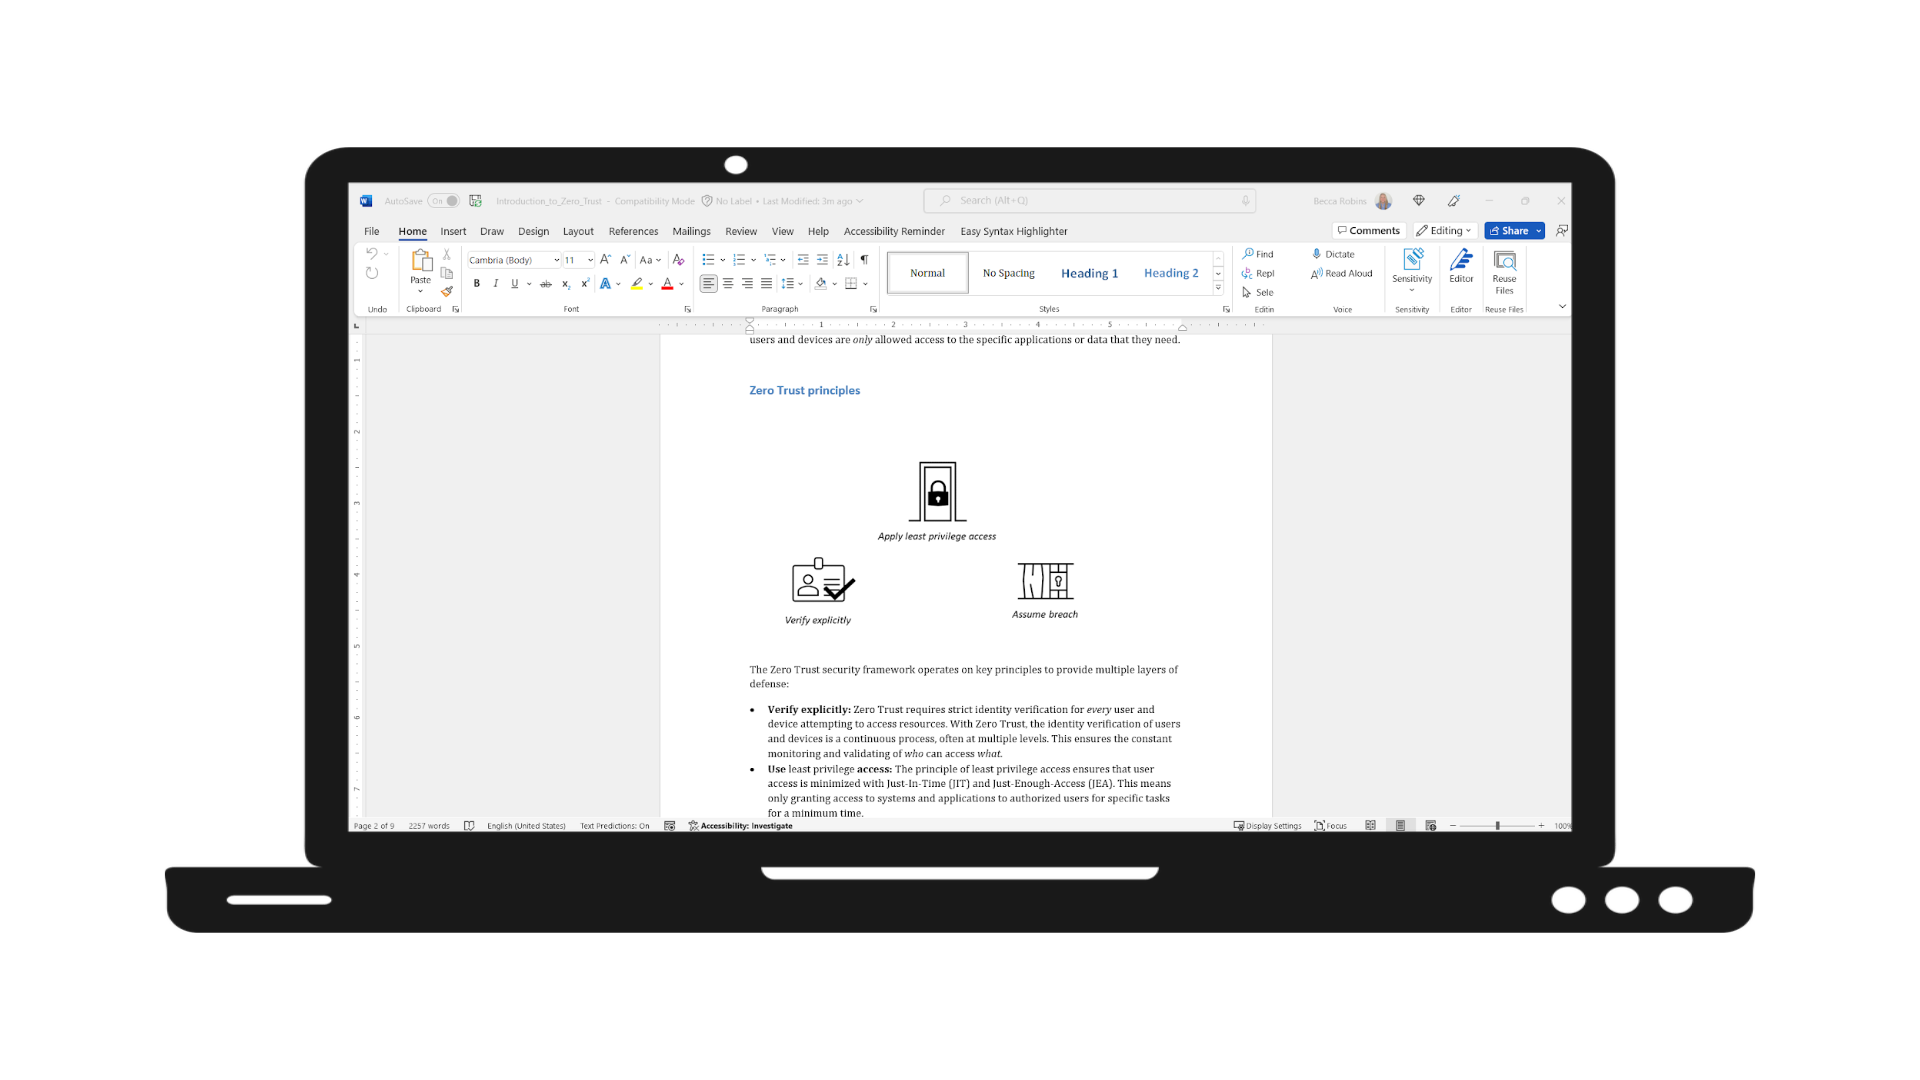 AutoSave On Introduction_to_Zero_Trust - Compatibility Mode No Label • Last Modified: 3m ago Search (Alt+Q) Becca Robins
File Home Insert Draw Design Layout References Mailings Review View Help Accessibility Reminder Easy Syntax Highlighter Comments Editing Share
Paste Cambria (Body) 11 Aa Normal No Spacing Heading 1 Heading 2 Find Repl Sele Dictate Read Aloud Sensitivity Editor Reuse Files
Undo Clipboard Font Paragraph Styles Editin Voice Sensitivity Editor Reuse Files
1 2 3 4 5
users and devices are only allowed access to the specific applications or data that they need.
Zero Trust principles
Apply least privilege access
Verify explicitly
Assume breach
The Zero Trust security framework operates on key principles to provide multiple layers of
defense:
• Verify explicitly: Zero Trust requires strict identity verification for every user and
device attempting to access resources. With Zero Trust, the identity verification of users
and devices is a continuous process, often at multiple levels. This ensures the constant
monitoring and validating of who can access what.
• Use least privilege access: The principle of least privilege access ensures that user
access is minimized with Just-In-Time (JIT) and Just-Enough-Access (JEA). This means
only granting access to systems and applications to authorized users for specific tasks
for a minimum time.
Page 2 of 9 2257 words English (United States) Text Predictions: On Accessibility: Investigate Display Settings Focus 100%